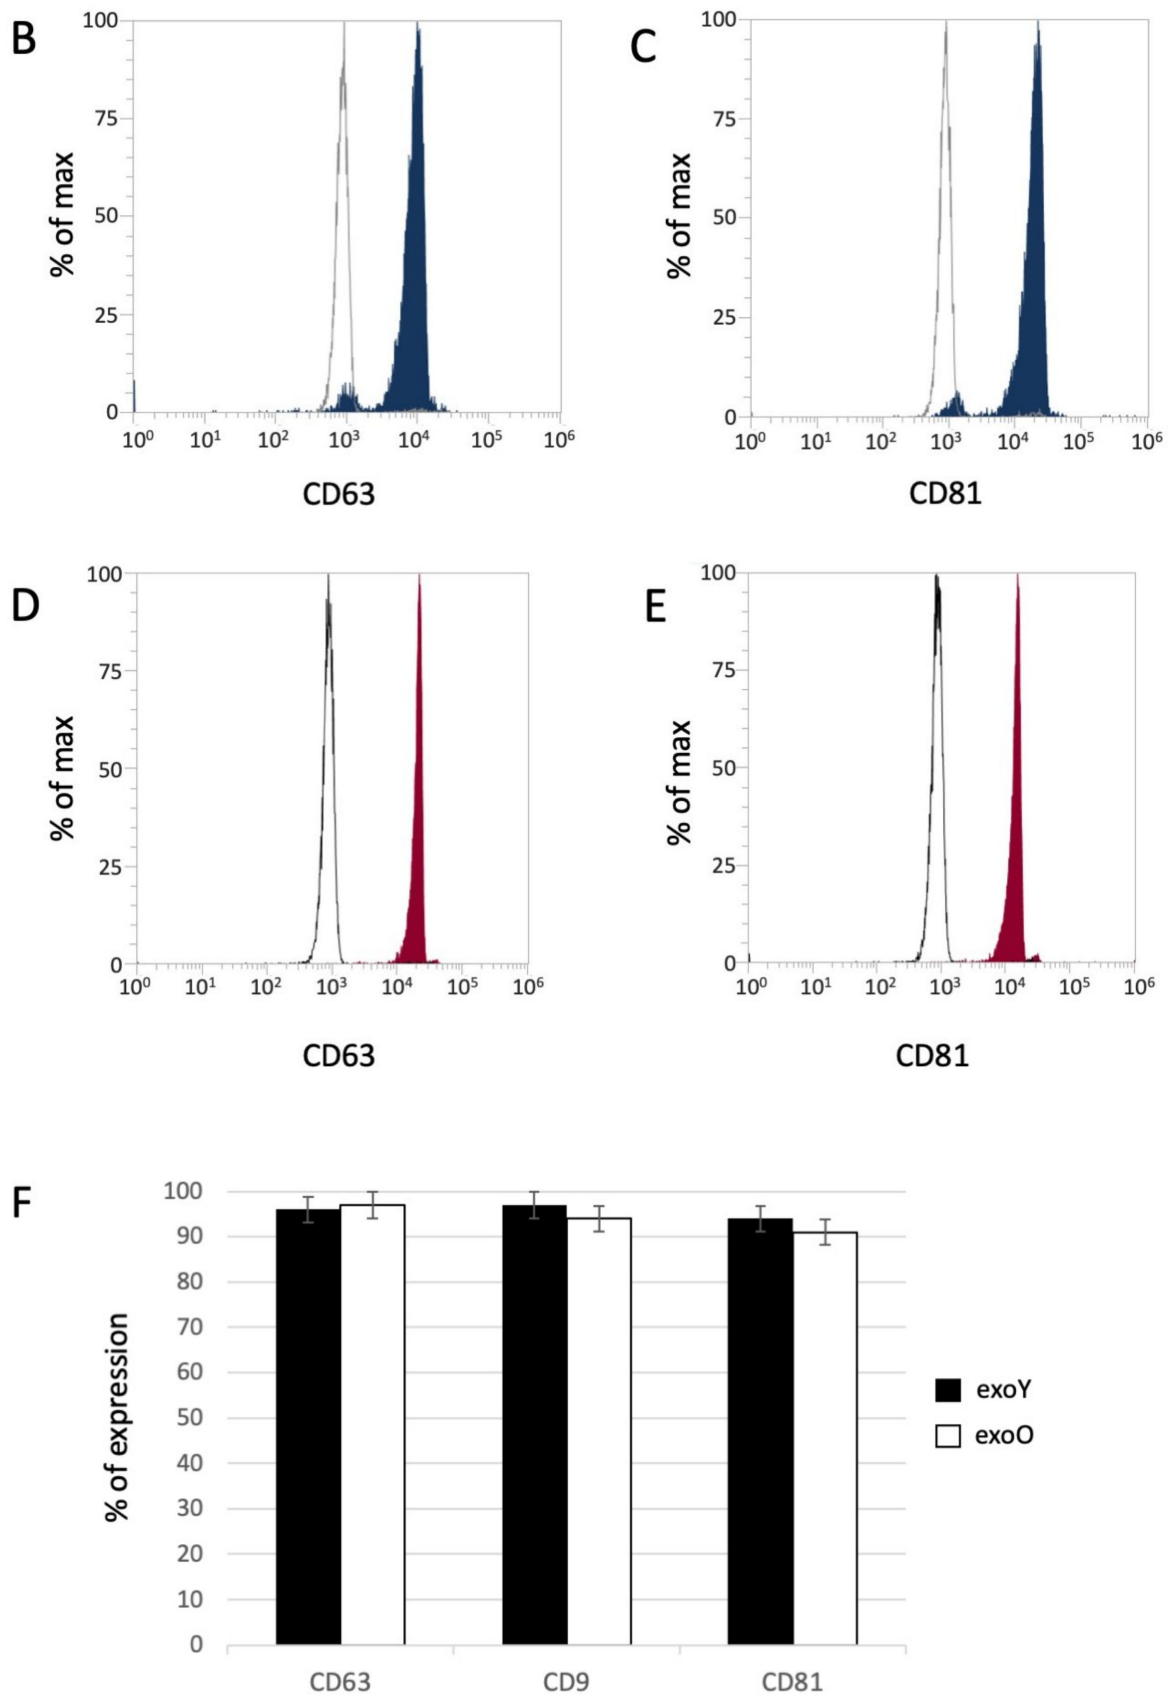 B
100
75
50
25
0
% of max
10⁰ 10¹ 10² 10³ 10⁴ 10⁵ 10⁶
CD63
C
100
75
50
25
0
% of max
10⁰ 10¹ 10² 10³ 10⁴ 10⁵ 10⁶
CD81
D
100
75
50
25
0
% of max
10⁰ 10¹ 10² 10³ 10⁴ 10⁵ 10⁶
CD63
E
100
75
50
25
0
% of max
10⁰ 10¹ 10² 10³ 10⁴ 10⁵ 10⁶
CD81
F
100
90
80
70
60
50
40
30
20
10
0
% of expression
CD63 CD9 CD81
exoY
exoO